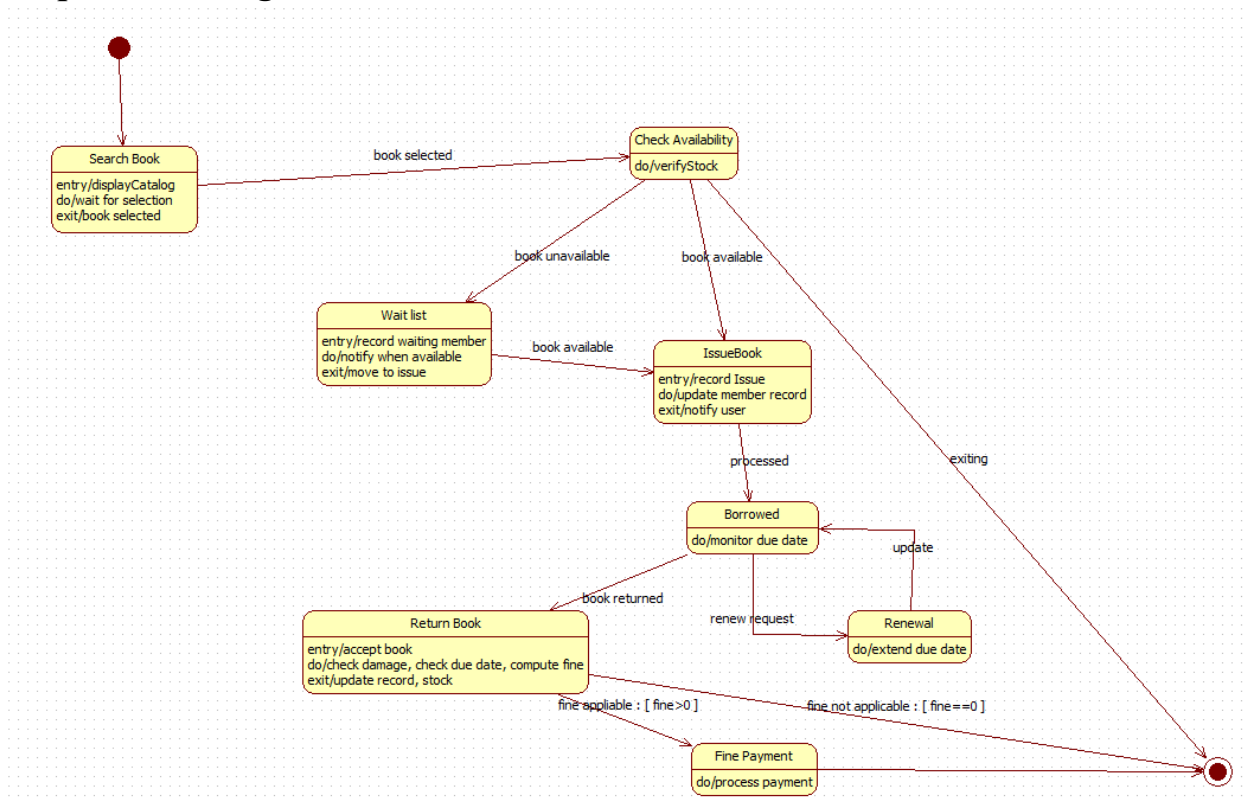 Search Book
entry/displayCatalog
do/wait for selection
exit/book selected
book selected
Check Availability
do/verifyStock
book unavailable
book available
Wait list
entry/record waiting member
do/notify when available
exit/move to issue
book available
IssueBook
entry/record Issue
do/update member record
exit/notify user
processed
exiting
Borrowed
do/monitor due date
update
book returned
renew request
Renewal
do/extend due date
Return Book
entry/accept book
do/check damage, check due date, compute fine
exit/update record, stock
fine appliable : [ fine>0 ]
fine not applicable : [ fine==0 ]
Fine Payment
do/process payment